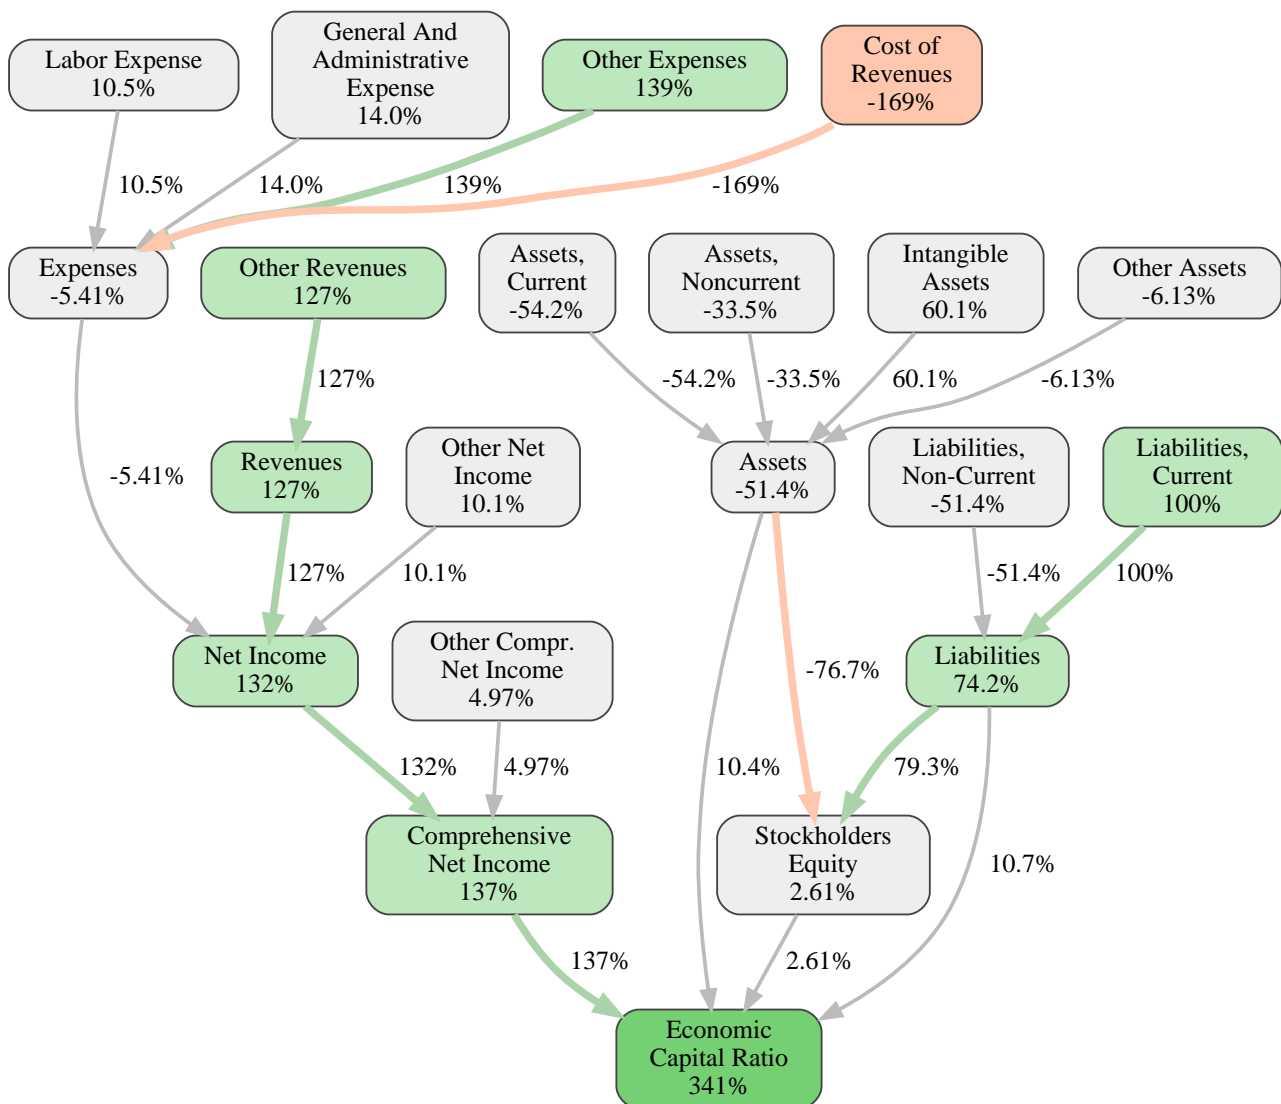 Labor Expense
10.5%
General And
Administrative
Expense
14.0%
Other Expenses
139%
Cost of
Revenues
-169%
10.5%
14.0%
139%
-169%
Expenses
-5.41%
Other Revenues
127%
Assets,
Current
-54.2%
Assets,
Noncurrent
-33.5%
Intangible
Assets
60.1%
Other Assets
-6.13%
127%
-54.2%
-33.5%
60.1%
-6.13%
-5.41%
Revenues
127%
Other Net
Income
10.1%
Assets
-51.4%
Liabilities,
Non-Current
-51.4%
Liabilities,
Current
100%
127%
10.1%
-51.4%
100%
Net Income
132%
Other Compr.
Net Income
4.97%
-76.7%
Liabilities
74.2%
132%
4.97%
10.4%
79.3%
Comprehensive
Net Income
137%
Stockholders
Equity
2.61%
10.7%
137%
2.61%
Economic
Capital Ratio
341%